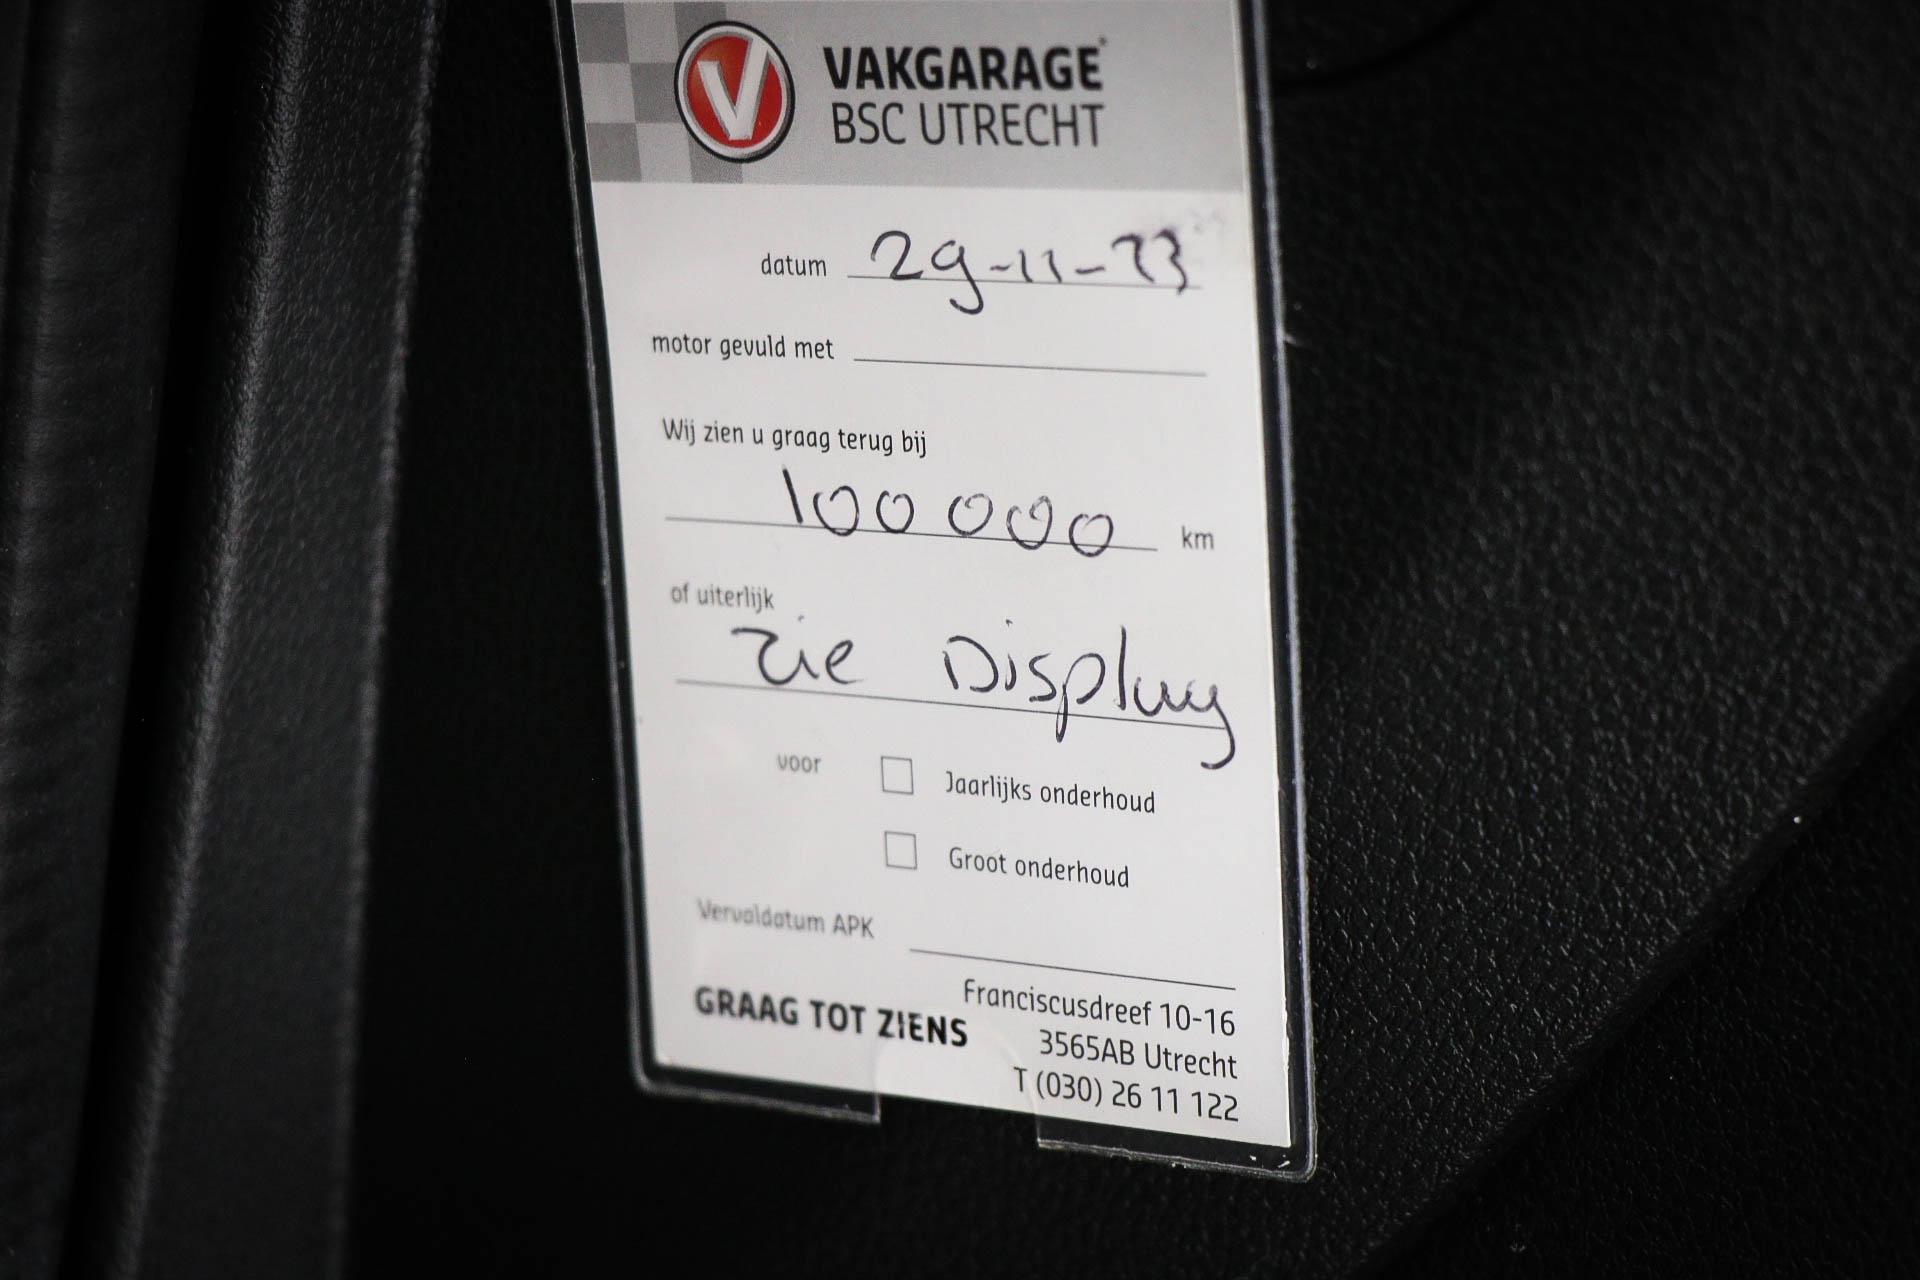 V VAKGARAGE
BSC UTRECHT
datum 29-11-23
motor gevuld met
Wij zien u graag terug bij
100 000 km
of uiterlijk
zie Display
voor Jaarlijks onderhoud
Groot onderhoud
Vervaldatum APK
Franciscusdreef 10-16
GRAAG TOT ZIENS
3565AB Utrecht
T (030) 26 11 122